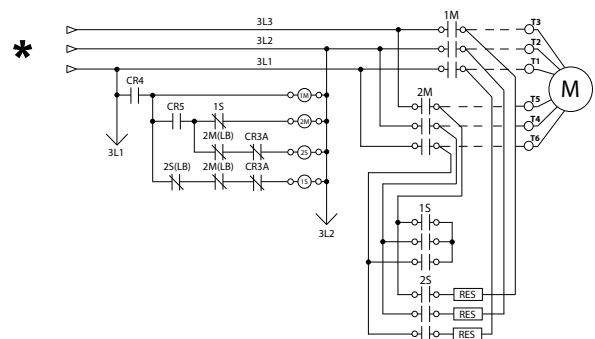 *
3L3
1M
T3
3L2
T2
3L1
T1
M
CR4
2M
1M
T5
CR5
1S
2M
T4
2M(LB)
CR3A
2S
T6
3L1
2S(LB)
2M(LB)
CR3A
1S
3L2
1S
2S
RES
RES
RES